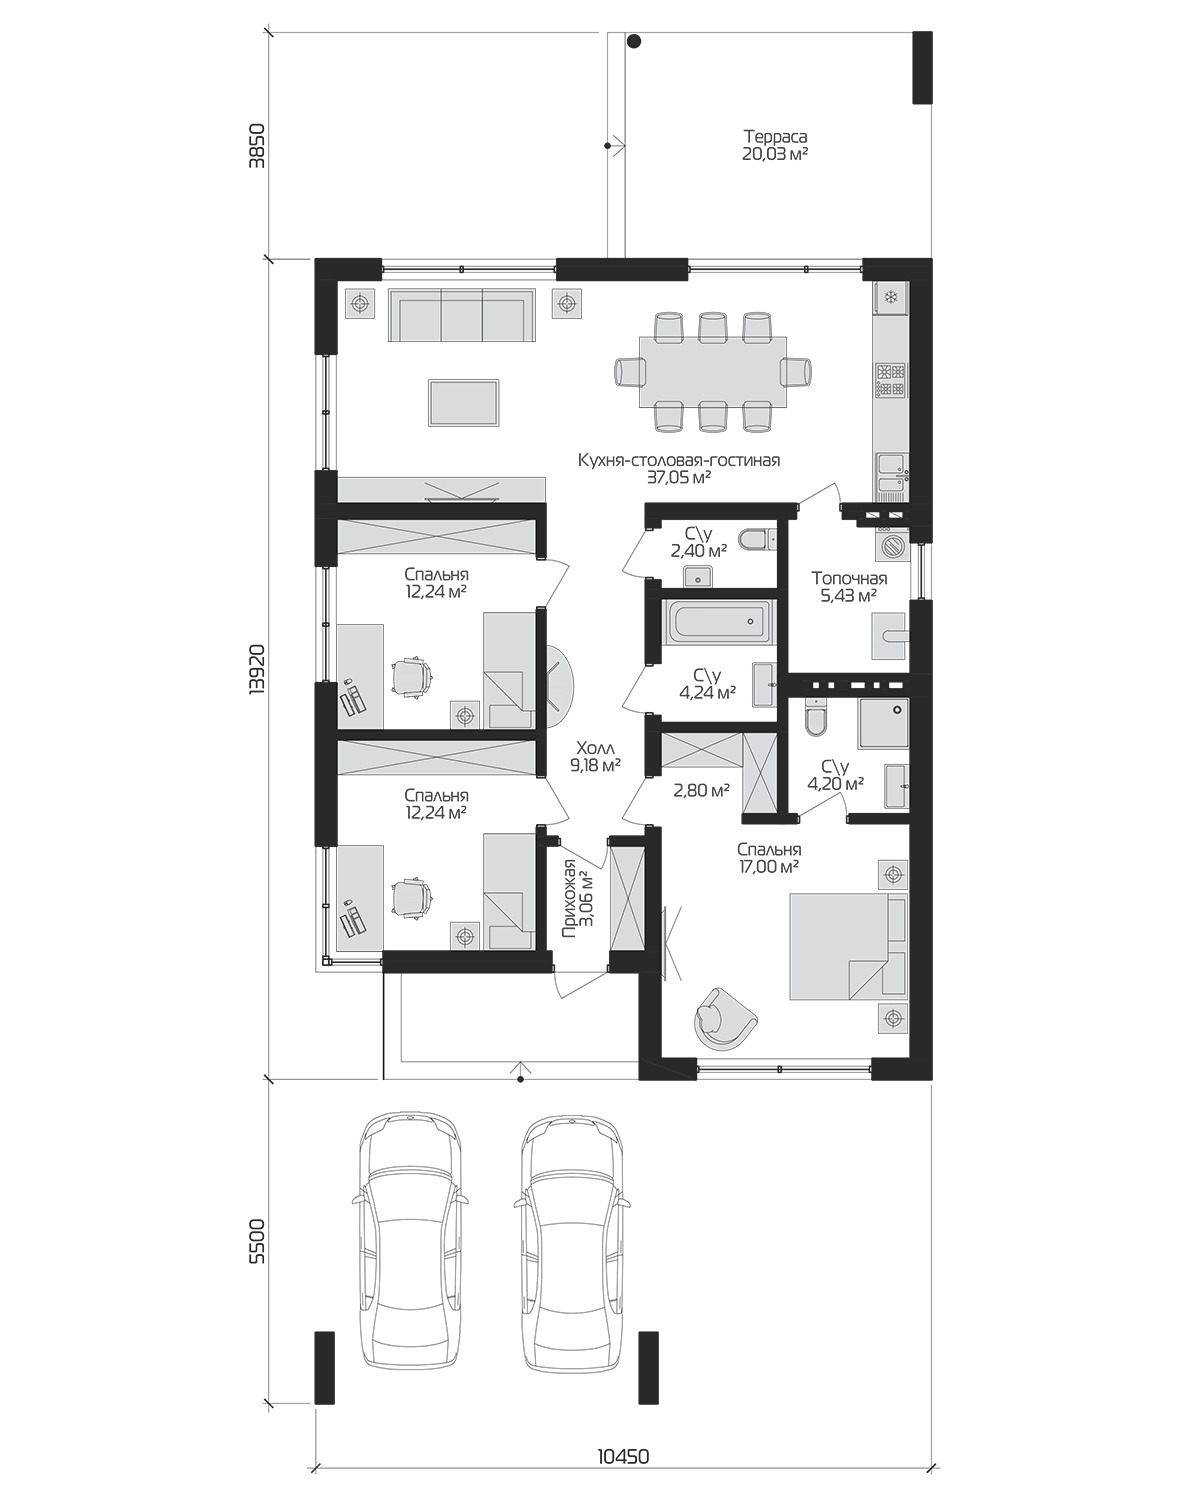 3850
Терраса
20,03 м²
Кухня-столовая-гостиная
37,05 м²
С\у
2,40 м²
Спальня
12,24 м²
Топочная
5,43 м²
13920
С\у
4,24 м²
Холл
9,18 м²
С\у
4,20 м²
2,80 м²
Спальня
12,24 м²
Спальня
17,00 м²
Прихожая
3,06 м²
5500
10450